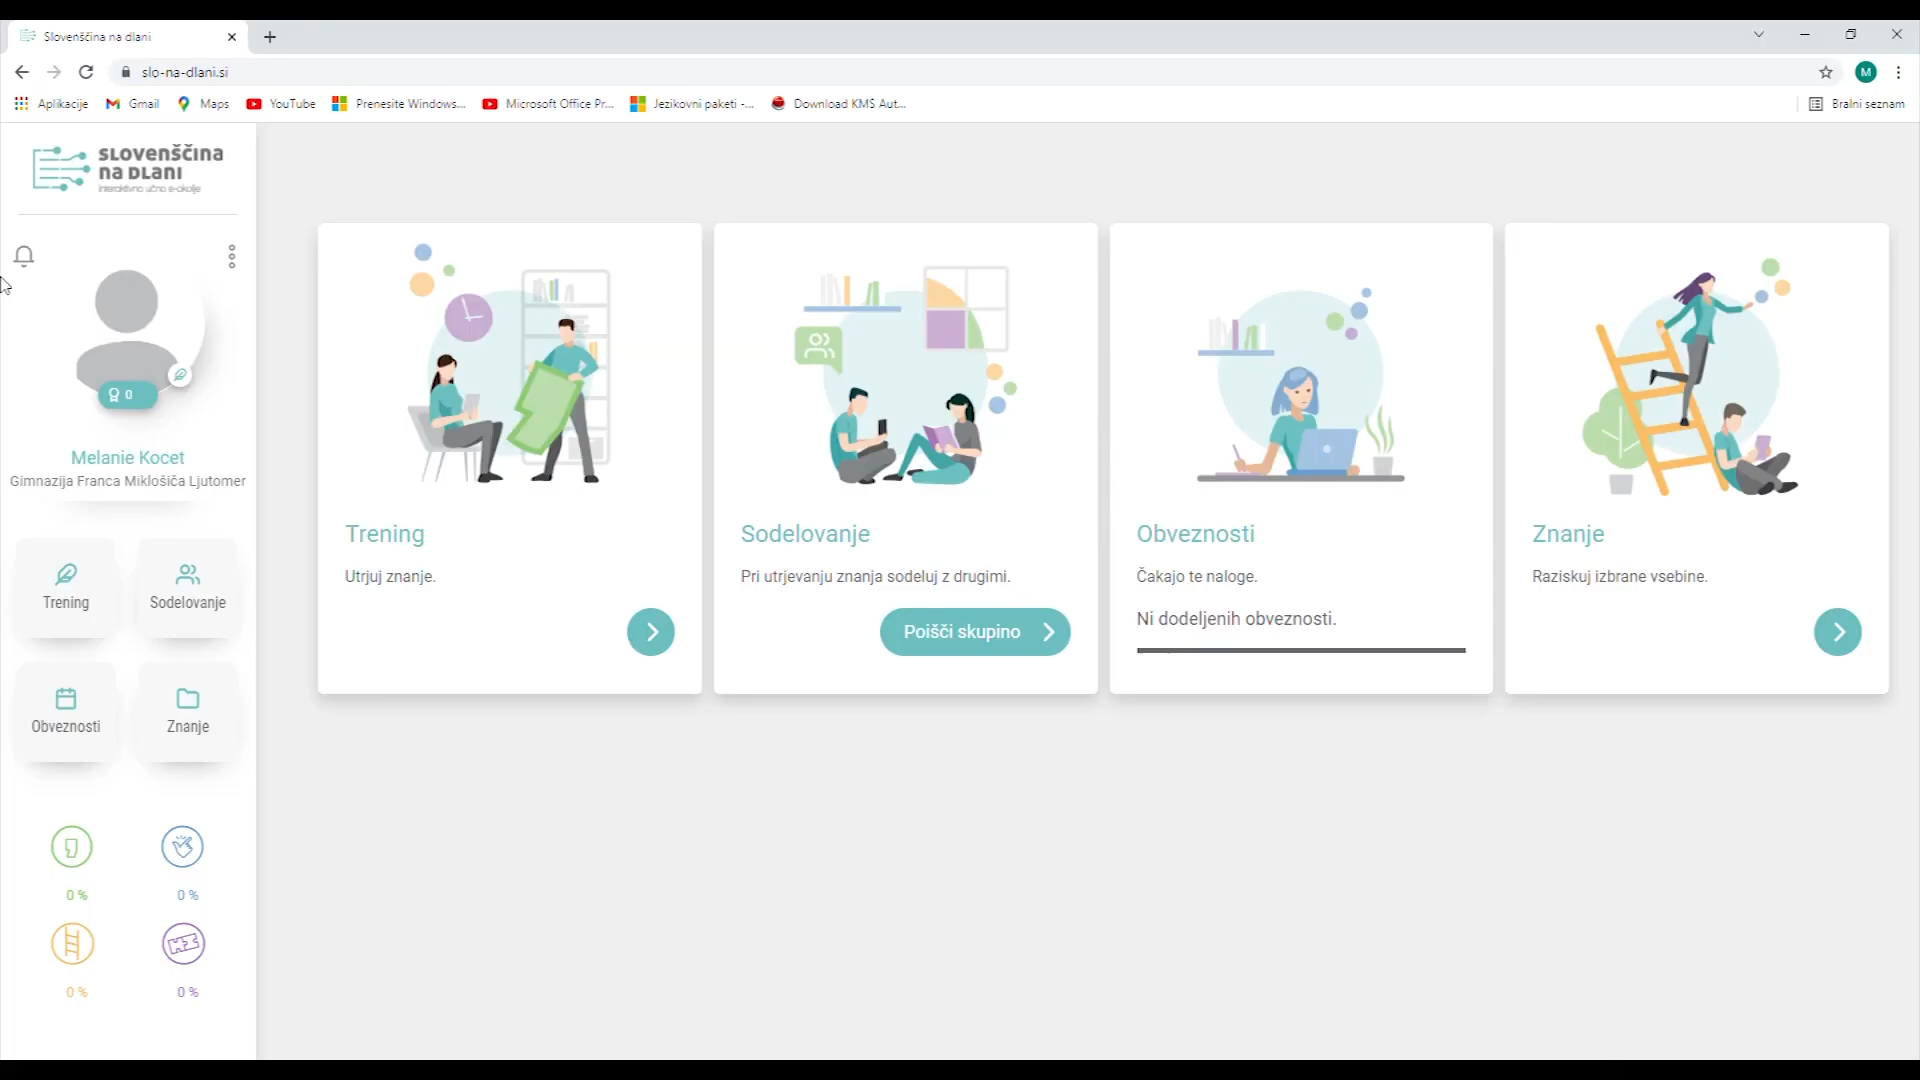 Slovenščina na dlani
slo-na-dlani.si
Aplikacije
Gmail
Maps
YouTube
Prenesite Windows...
Microsoft Office Pr...
Jezikovni paketi -...
Download KMS Aut...
Bralni seznam
SLOVENŠČINA
NA DLANI
interaktivno učno e-okolje
M
0
Melanie Kocet
Gimnazija Franca Miklošiča Ljutomer
Trening
Sodelovanje
Obveznosti
Znanje
0 %
0 %
0 %
0 %
Trening
Utrjuj znanje.
Sodelovanje
Pri utrjevanju znanja sodeluj z drugimi.
Poišči skupino
Obveznosti
Čakajo te naloge.
Ni dodeljenih obveznosti.
Znanje
Raziskuj izbrane vsebine.